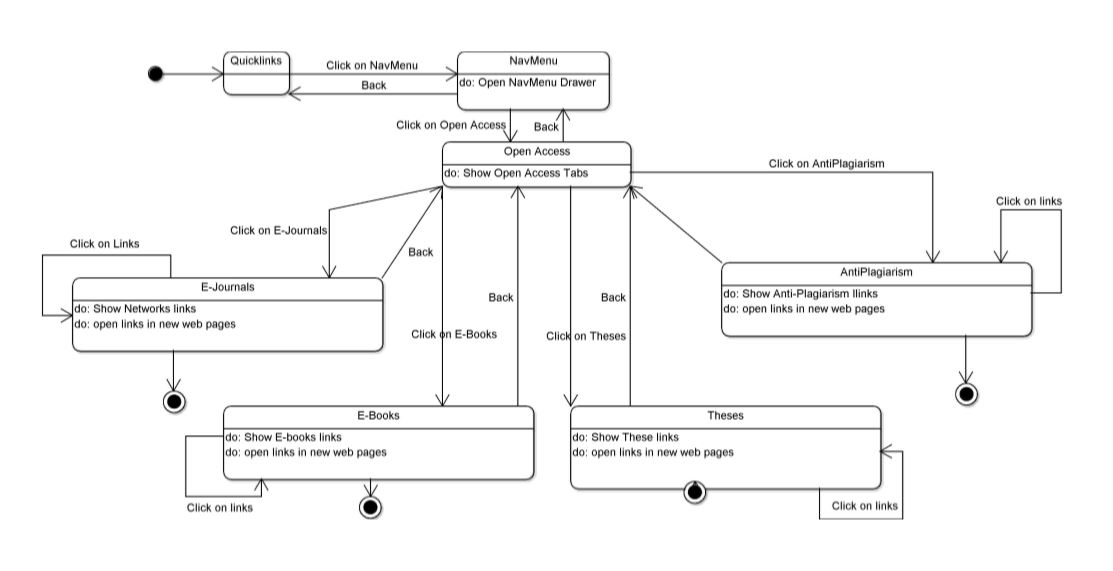 Quicklinks
Click on NavMenu
Back
NavMenu
do: Open NavMenu Drawer
Click on Open Access
Back
Open Access
do: Show Open Access Tabs
Click on AntiPlagiarism
Click on links
Click on E-Journals
Click on Links
Back
E-Journals
do: Show Networks links
do: open links in new web pages
AntiPlagiarism
do: Show Anti-Plagiarism llinks
do: open links in new web pages
Back
Back
Click on E-Books
Click on Theses
E-Books
do: Show E-books links
do: open links in new web pages
Click on links
Theses
do: Show These links
do: open links in new web pages
Click on links